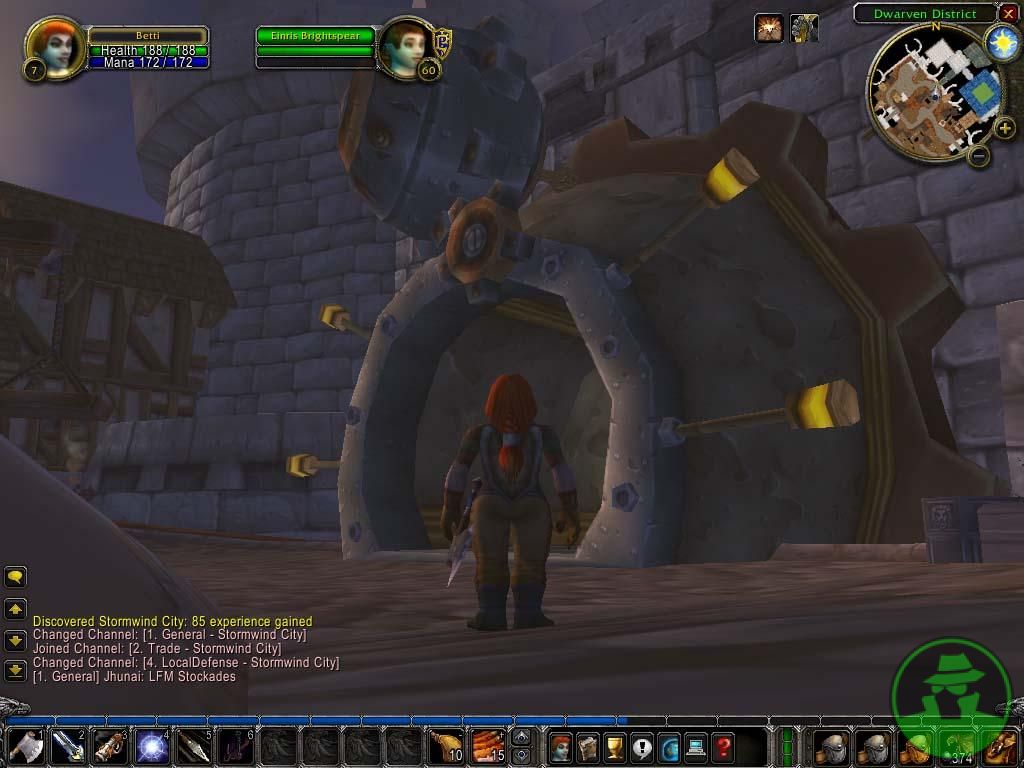 Betti
Health 188 / 188
Mana 172 / 172
7
Einris Brightspear
60
Dwarven District
N
Discovered Stormwind City: 85 experience gained
Changed Channel: [1. General - Stormwind City]
Joined Channel: [2. Trade - Stormwind City]
Changed Channel: [4. LocalDefense - Stormwind City]
[1. General] Jhunai: LFM Stockades
2 3 4 5 6
10
15
374